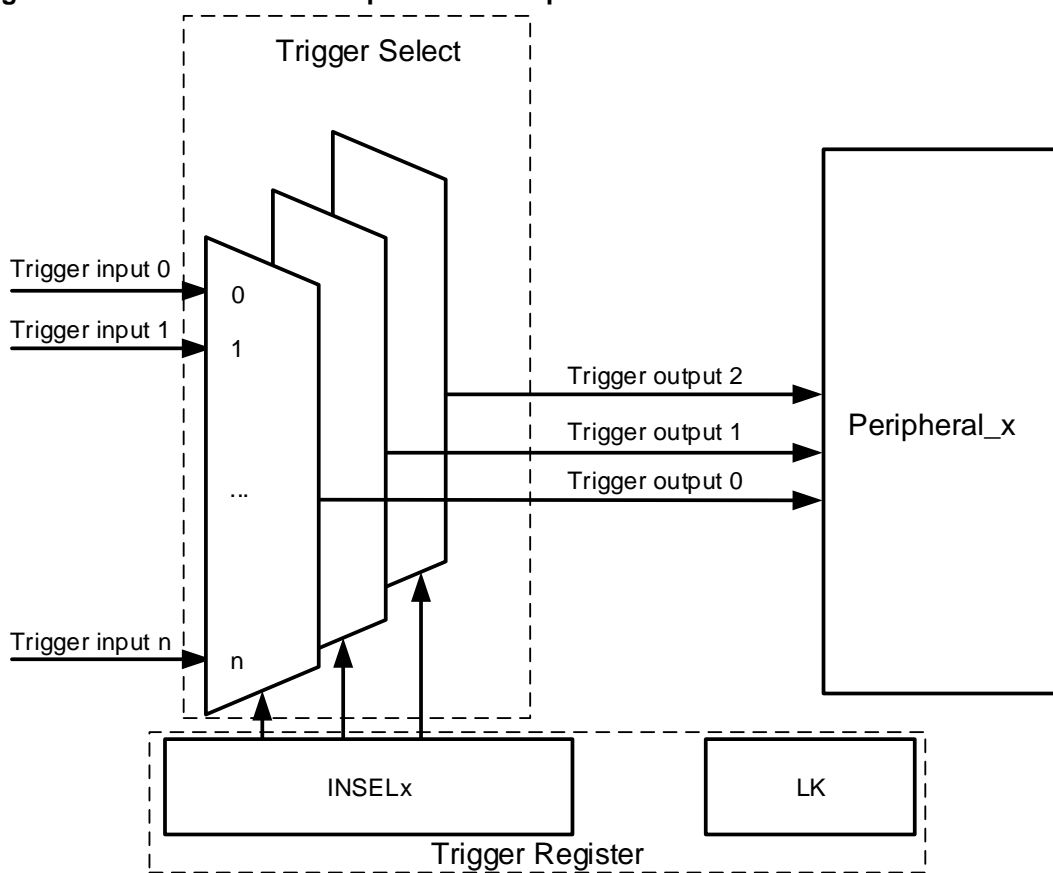 Trigger Select
Trigger input 0
0
Trigger input 1
1
Trigger output 2
Trigger output 1
Peripheral_x
Trigger output 0
...
Trigger input n
n
INSELx
LK
Trigger Register